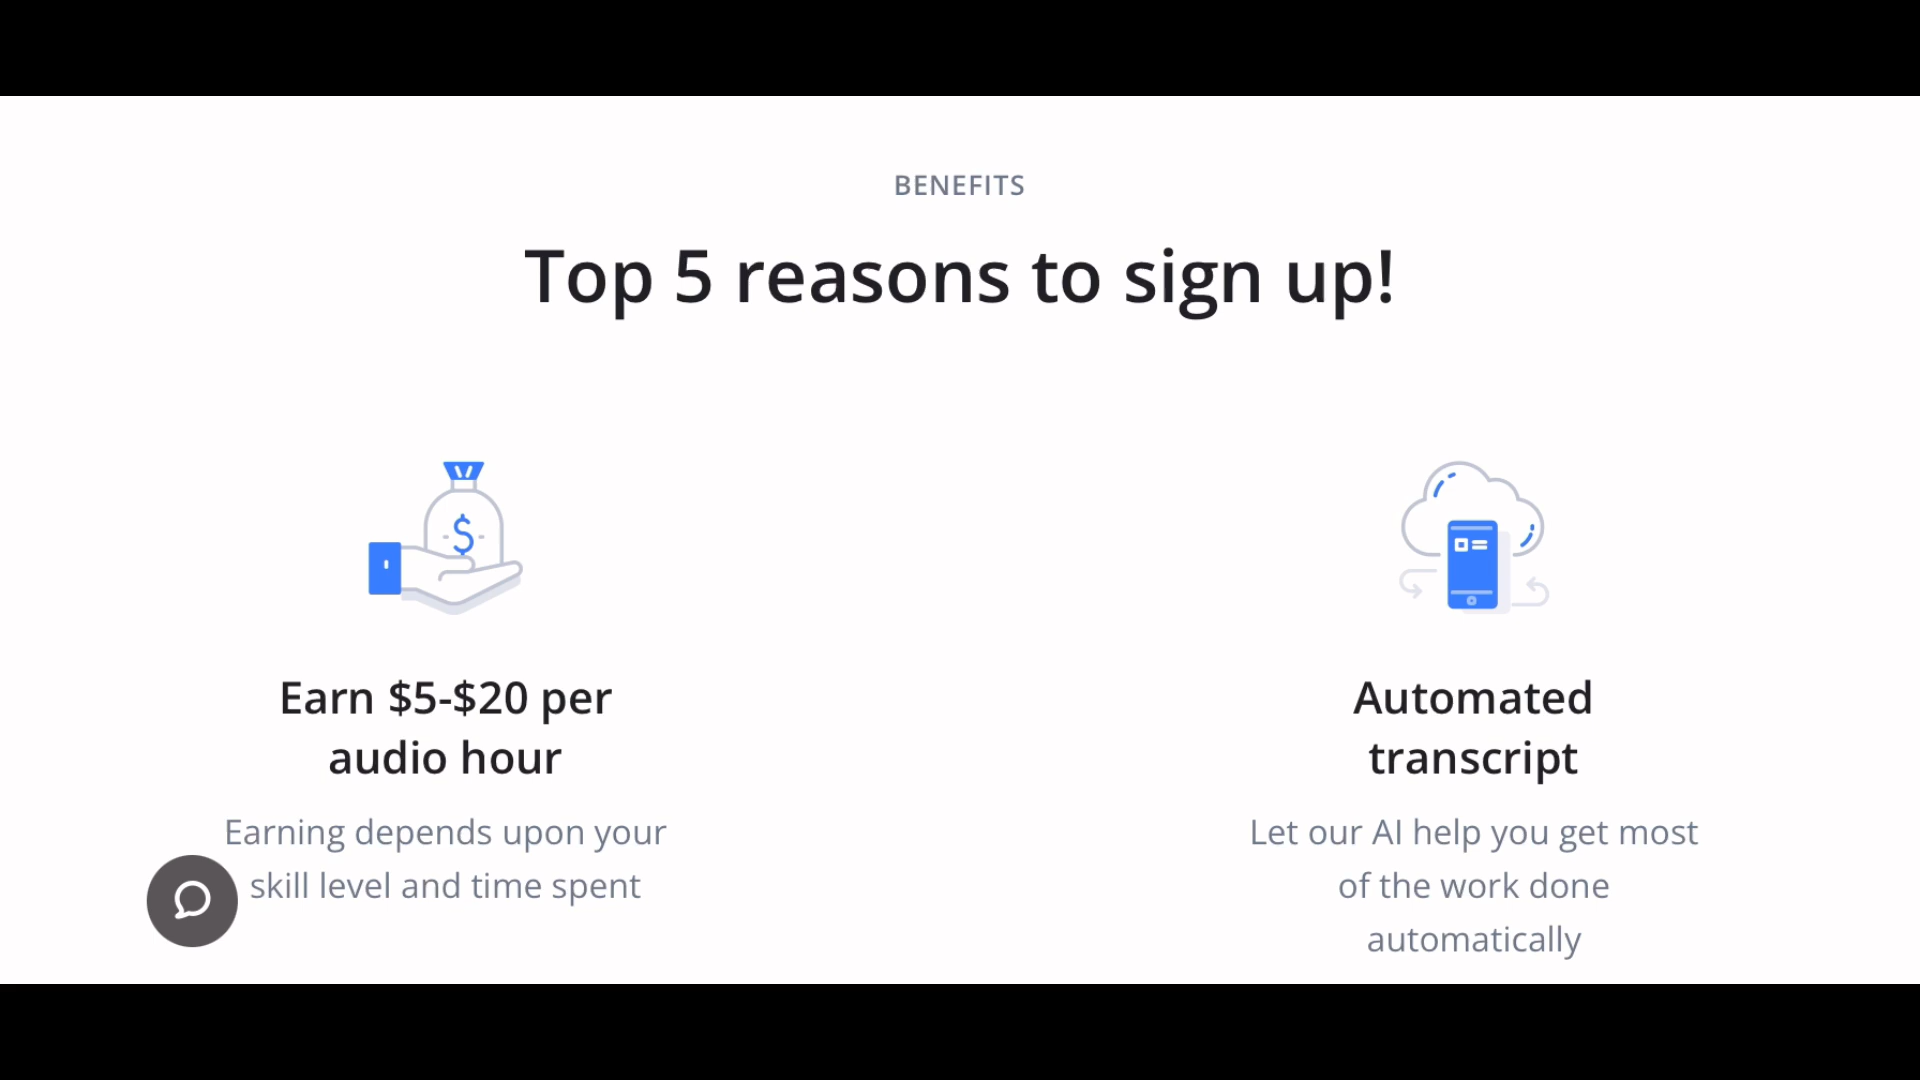 BENEFITS
Top 5 reasons to sign up!
$
Earn $5-$20 per
audio hour
Earning depends upon your
skill level and time spent
Automated
transcript
Let our AI help you get most
of the work done
automatically